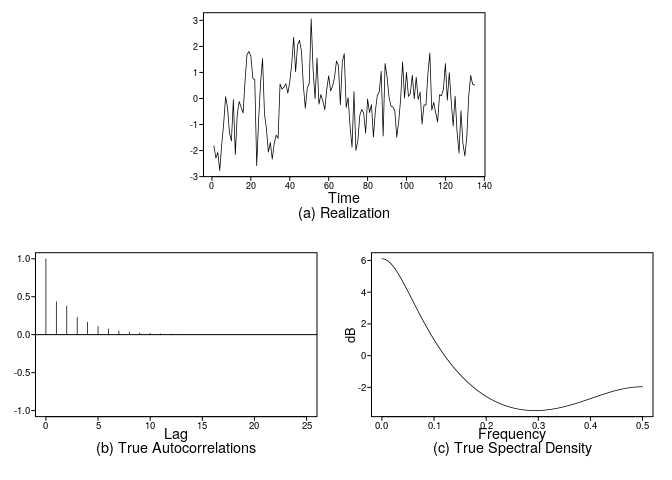 3
2
1
0
-1
-2
-3
0 20 40 60 80 100 120 140
Time
(a) Realization
1.0
0.5
0.0
-0.5
-1.0
0 5 10 15 20 25
Lag
(b) True Autocorrelations
6
4
2
0
-2
dB
0.0 0.1 0.2 0.3 0.4 0.5
Frequency
(c) True Spectral Density